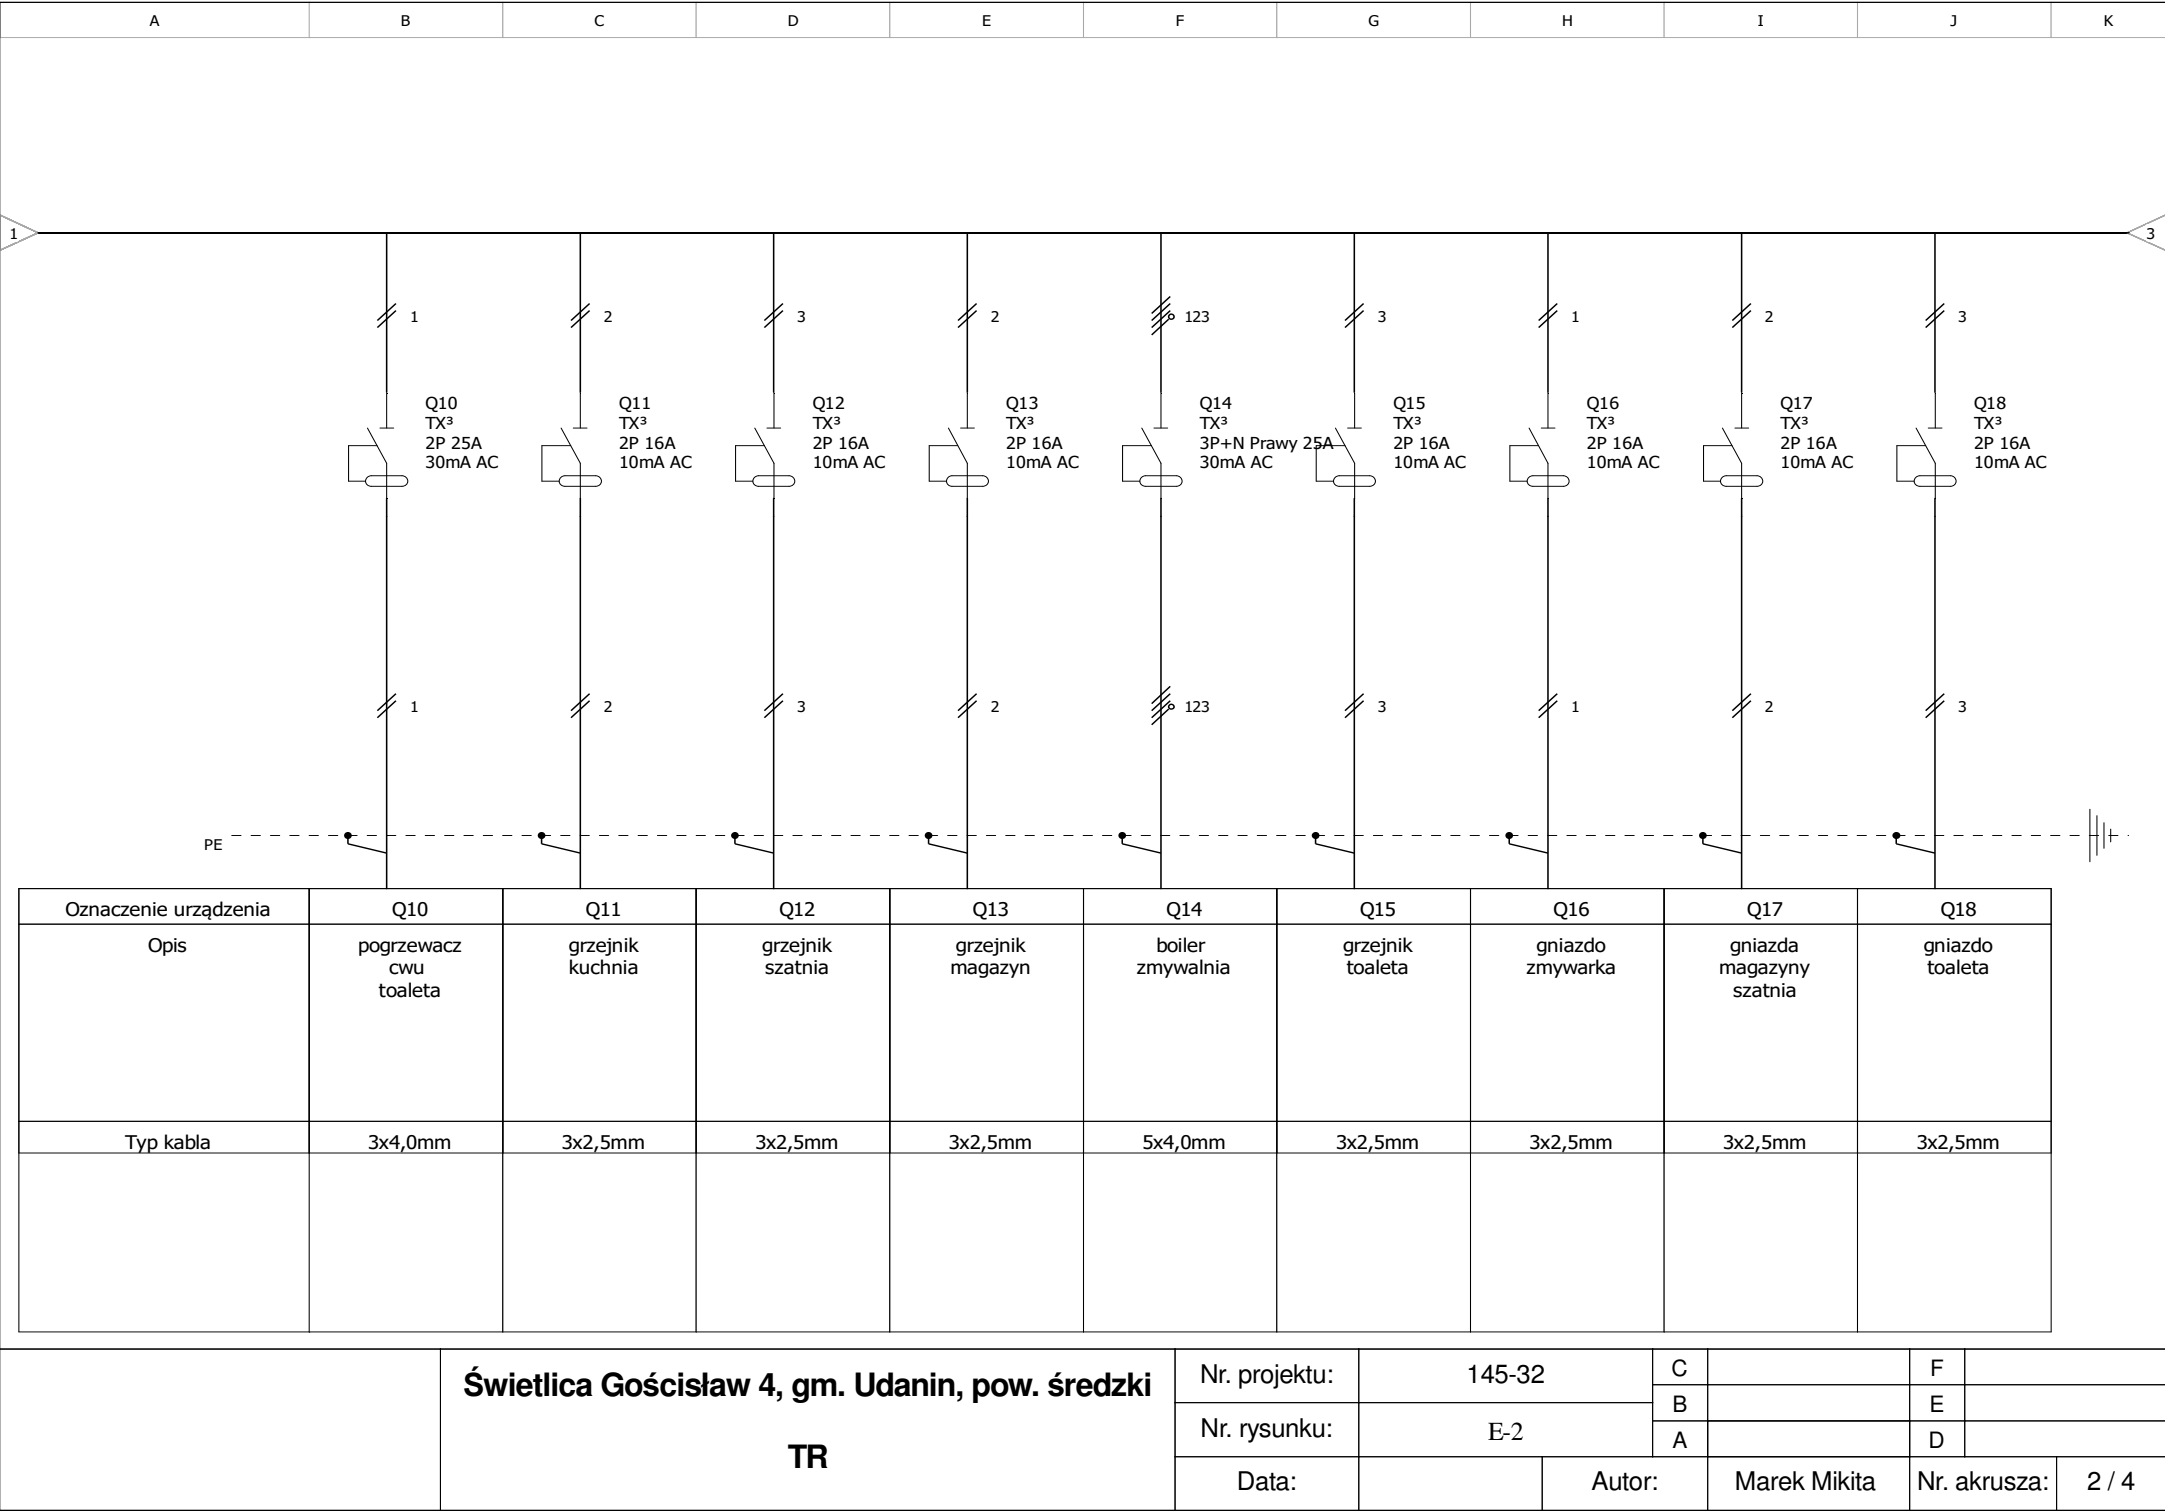 A B C D E F G H I J K
1 3
1 2 3 2 123 3 1 2 3
Q10 Q11 Q12 Q13 Q14 Q15 Q16 Q17 Q18
TX³ TX³ TX³ TX³ TX³ TX³ TX³ TX³ TX³
2P 25A 2P 16A 2P 16A 2P 16A 3P+N Prawy 25A 2P 16A 2P 16A 2P 16A 2P 16A
30mA AC 10mA AC 10mA AC 10mA AC 30mA AC 10mA AC 10mA AC 10mA AC 10mA AC
1 2 3 2 123 3 1 2 3
PE
Oznaczenie urządzenia Q10 Q11 Q12 Q13 Q14 Q15 Q16 Q17 Q18
Opis pogrzewacz grzejnik grzejnik grzejnik boiler grzejnik gniazdo gniazda gniazdo
cwu kuchnia szatnia magazyn zmywalnia toaleta zmywarka magazyny toaleta
toaleta szatnia
Typ kabla 3x4,0mm 3x2,5mm 3x2,5mm 3x2,5mm 5x4,0mm 3x2,5mm 3x2,5mm 3x2,5mm 3x2,5mm
Świetlica Gościsław 4, gm. Udanin, pow. średzki
TR
Nr. projektu: 145-32 C F
B E
Nr. rysunku: E-2
A D
Data: Autor: Marek Mikita Nr. akrusza: 2 / 4